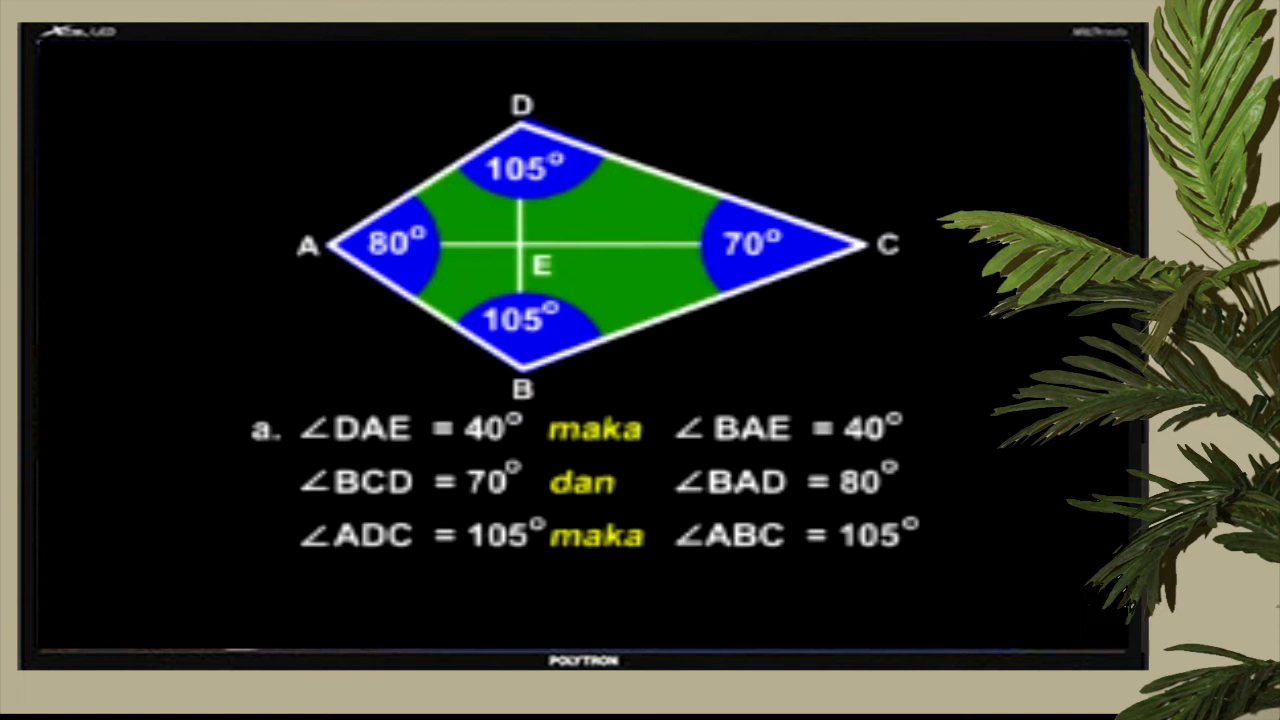 D
105°
A
80°
70°
C
E
105°
B
a. ∠DAE = 40° maka ∠ BAE = 40°
∠BCD = 70° dan ∠BAD = 80°
∠ADC = 105° maka ∠ABC = 105°
POLYTRON